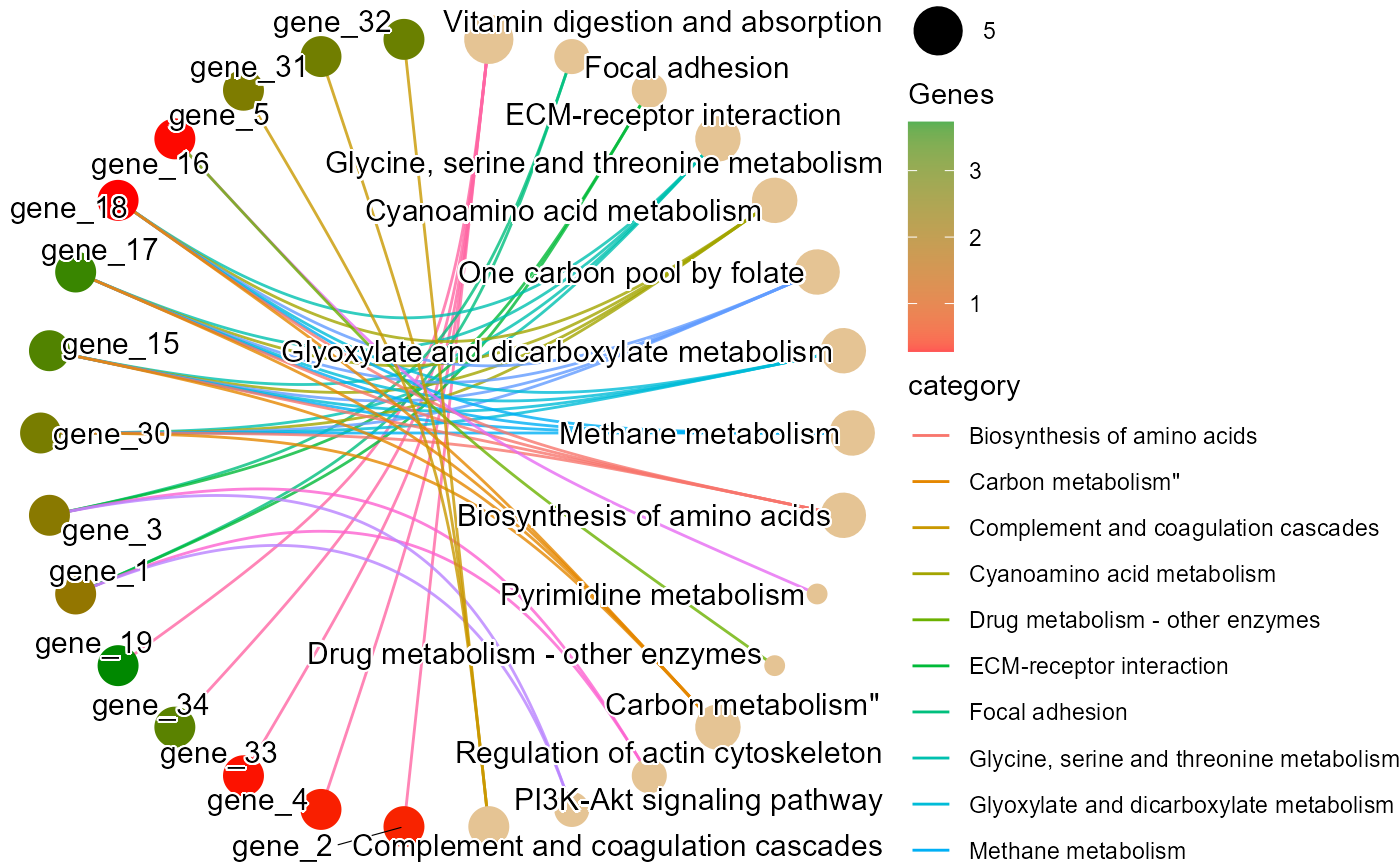 gene_32
Vitamin digestion and absorption
gene_31
Focal adhesion
gene_5
ECM-receptor interaction
gene_16
Glycine, serine and threonine metabolism
gene_18
Cyanoamino acid metabolism
gene_17
One carbon pool by folate
gene_15
Glyoxylate and dicarboxylate metabolism
gene_30
Methane metabolism
gene_3
Biosynthesis of amino acids
gene_1
Pyrimidine metabolism
gene_19
Drug metabolism - other enzymes
gene_34
Carbon metabolism"
gene_33
Regulation of actin cytoskeleton
gene_4
PI3K-Akt signaling pathway
gene_2
Complement and coagulation cascades
5
Genes
3
2
1
category
Biosynthesis of amino acids
Carbon metabolism"
Complement and coagulation cascades
Cyanoamino acid metabolism
Drug metabolism - other enzymes
ECM-receptor interaction
Focal adhesion
Glycine, serine and threonine metabolism
Glyoxylate and dicarboxylate metabolism
Methane metabolism